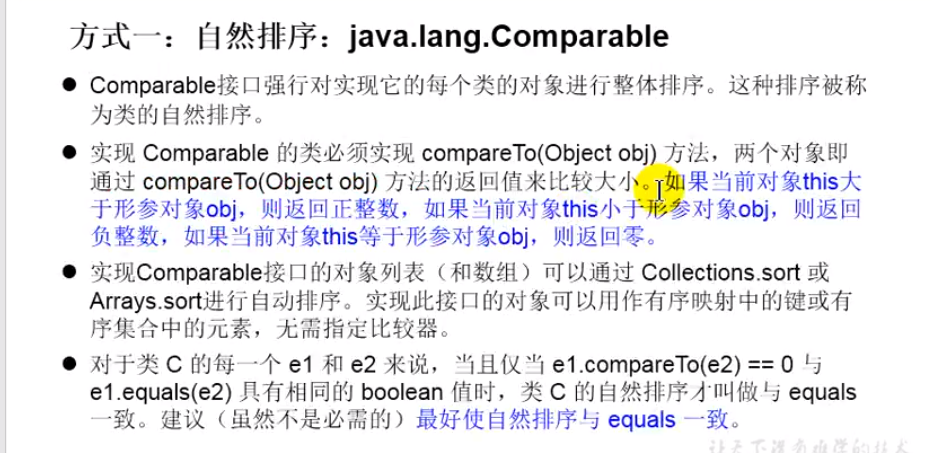 方式一：自然排序：java.lang.Comparable
● Comparable接口强行对实现它的每个类的对象进行整体排序。这种排序被称
为类的自然排序。
● 实现 Comparable 的类必须实现 compareTo(Object obj) 方法，两个对象即
通过 compareTo(Object obj) 方法的返回值来比较大小。如果当前对象this大
于形参对象obj，则返回正整数，如果当前对象this小于形参对象obj，则返回
负整数，如果当前对象this等于形参对象obj，则返回零。
● 实现Comparable接口的对象列表（和数组）可以通过 Collections.sort 或
Arrays.sort进行自动排序。实现此接口的对象可以用作有序映射中的键或有
序集合中的元素，无需指定比较器。
● 对于类 C 的每一个 e1 和 e2 来说，当且仅当 e1.compareTo(e2) == 0 与
e1.equals(e2) 具有相同的 boolean 值时，类 C 的自然排序才叫做与 equals
一致。建议（虽然不是必需的）最好使自然排序与 equals 一致。